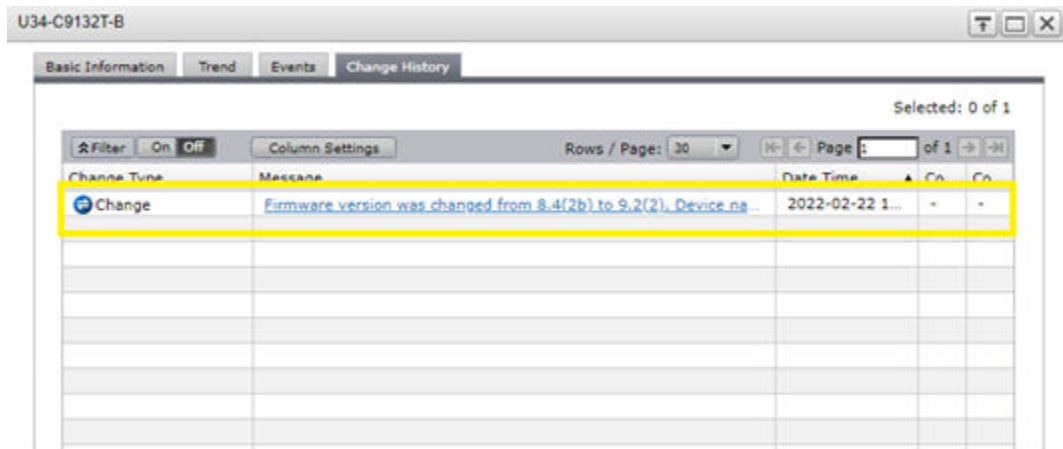 U34-C9132T-B
Basic Information Trend Events Change History
Selected: 0 of 1
Filter On Off Column Settings Rows / Page: 30 Page 1 of 1
Change Type Message Date Time Co Co
Change Firmware version was changed from 8.4(2b) to 9.2(2), Device na... 2022-02-22 1... - -